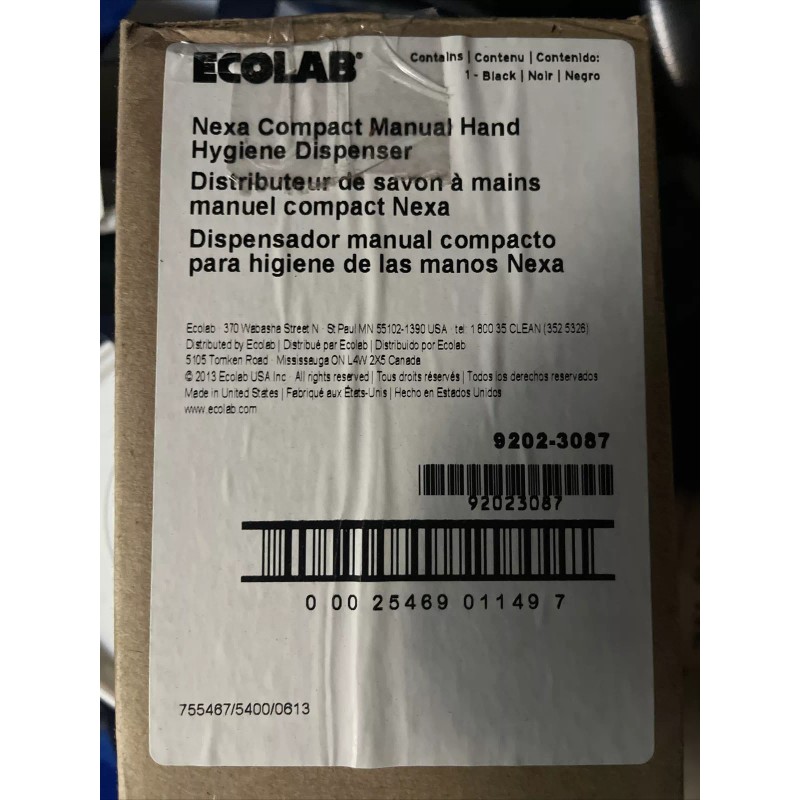 ECOLAB®
Contains | Contenu | Contenido:
1 - Black | Noir | Negro
Nexa Compact Manual Hand
Hygiene Dispenser
Distributeur de savon à mains
manuel compact Nexa
Dispensador manual compacto
para higiene de las manos Nexa
Ecolab · 370 Wabasha Street N · St Paul MN 55102-1390 USA · tel: 1 800 35 CLEAN (352 5326)
Distributed by Ecolab | Distribué par Ecolab | Distribuido por Ecolab
5105 Tomken Road · Mississauga ON L4W 2X5 Canada
© 2013 Ecolab USA Inc · All rights reserved | Tous droits réservés | Todos los derechos reservados
Made in United States | Fabriqué aux États-Unis | Hecho en Estados Unidos
www.ecolab.com
9202-3087
92023087
0 00 25469 01149 7
755467/5400/0613